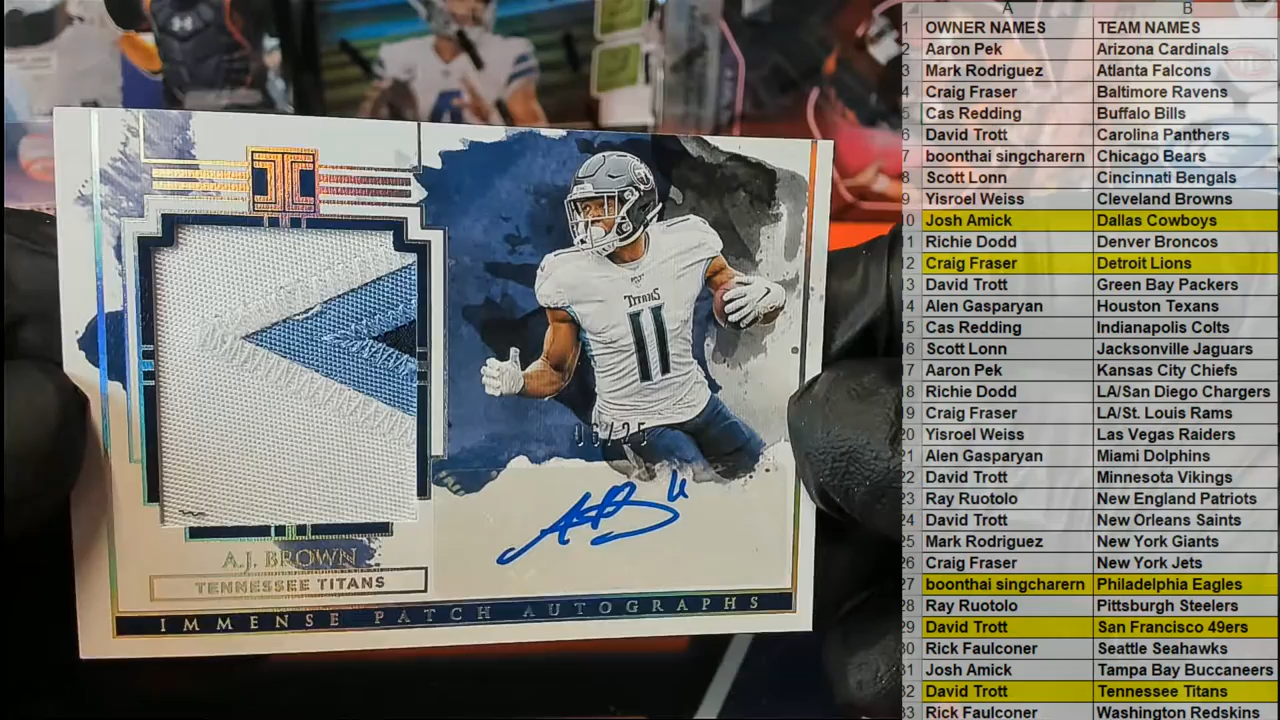 TITANS
11
06/25
A.J. BROWN
TENNESSEE TITANS
IMMENSE PATCH AUTOGRAPHS
A B
1 OWNER NAMES TEAM NAMES
2 Aaron Pek Arizona Cardinals
3 Mark Rodriguez Atlanta Falcons
4 Craig Fraser Baltimore Ravens
5 Cas Redding Buffalo Bills
6 David Trott Carolina Panthers
7 boonthai singcharern Chicago Bears
8 Scott Lonn Cincinnati Bengals
9 Yisroel Weiss Cleveland Browns
10 Josh Amick Dallas Cowboys
11 Richie Dodd Denver Broncos
12 Craig Fraser Detroit Lions
13 David Trott Green Bay Packers
14 Alen Gasparyan Houston Texans
15 Cas Redding Indianapolis Colts
16 Scott Lonn Jacksonville Jaguars
17 Aaron Pek Kansas City Chiefs
18 Richie Dodd LA/San Diego Chargers
19 Craig Fraser LA/St. Louis Rams
20 Yisroel Weiss Las Vegas Raiders
21 Alen Gasparyan Miami Dolphins
22 David Trott Minnesota Vikings
23 Ray Ruotolo New England Patriots
24 David Trott New Orleans Saints
25 Mark Rodriguez New York Giants
26 Craig Fraser New York Jets
27 boonthai singcharern Philadelphia Eagles
28 Ray Ruotolo Pittsburgh Steelers
29 David Trott San Francisco 49ers
30 Rick Faulconer Seattle Seahawks
31 Josh Amick Tampa Bay Buccaneers
32 David Trott Tennessee Titans
33 Rick Faulconer Washington Redskins